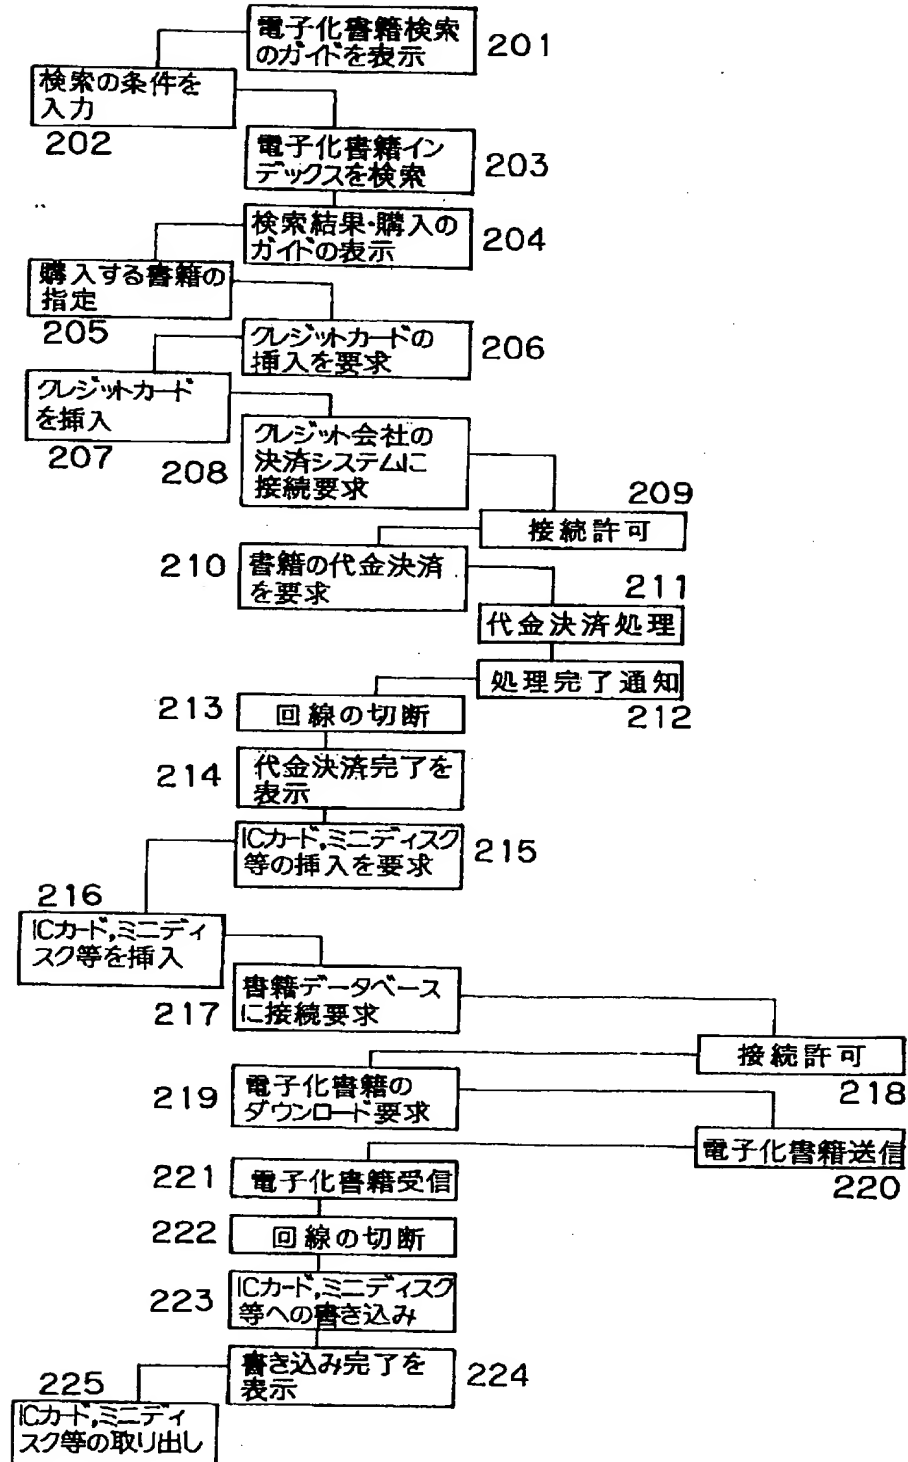 電子化書籍検索
のガイドを表示
201
検索の条件を
入力
202
電子化書籍イン
デックスを検索
203
検索結果・購入の
ガイドの表示
204
購入する書籍の
指定
205
クレジットカードの
挿入を要求
206
クレジットカード
を挿入
207
208
クレジット会社の
決済システムに
接続要求
209
接続許可
210
書籍の代金決済
を要求
211
代金決済処理
処理完了通知
212
213
回線の切断
214
代金決済完了を
表示
ICカード,ミニディスク
等の挿入を要求
215
216
ICカード,ミニディ
スク等を挿入
217
書籍データベース
に接続要求
接続許可
218
219
電子化書籍の
ダウンロード要求
電子化書籍送信
220
221
電子化書籍受信
222
回線の切断
223
ICカード,ミニディスク
等への書き込み
書き込み完了を
表示
224
225
ICカード,ミニディ
スク等の取り出し